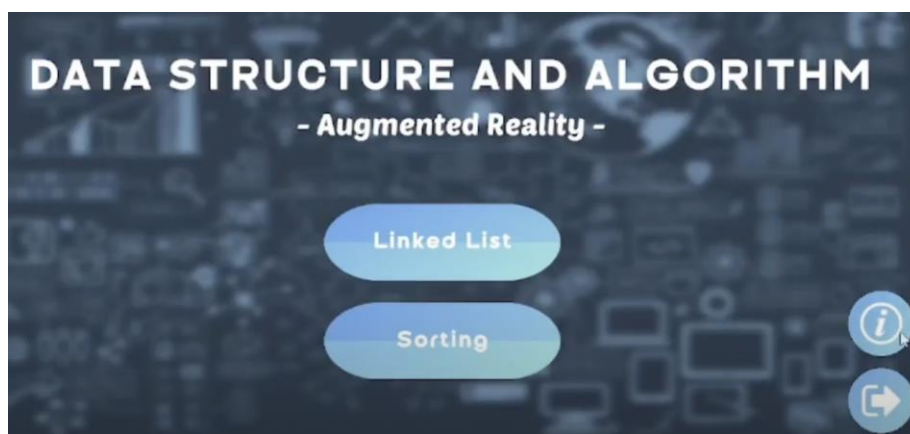 DATA STRUCTURE AND ALGORITHM
- Augmented Reality -
Linked List
Sorting
i